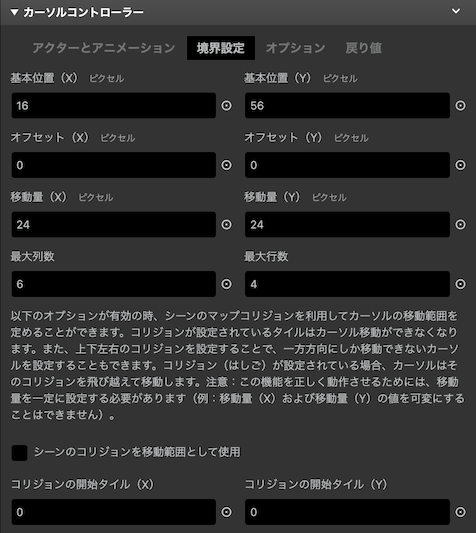 ▼ カーソルコントローラー
アクターとアニメーション 境界設定 オプション 戻り値
基本位置（X） ピクセル 基本位置（Y） ピクセル
16 56
オフセット（X） ピクセル オフセット（Y） ピクセル
0 0
移動量（X） ピクセル 移動量（Y） ピクセル
24 24
最大列数 最大行数
6 4
以下のオプションが有効の時、シーンのマップコリジョンを利用してカーソルの移動範囲を
定めることができます。コリジョンが設定されているタイルはカーソル移動ができなくなり
ます。また、上下左右のコリジョンを設定することで、一方方向にしか移動できないカーソ
ルを設定することもできます。コリジョン（はしご）が設定されている場合、カーソルはそ
のコリジョンを飛び越えて移動します。注意：この機能を正しく動作させるためには、移動
量を一定に設定する必要があります（例：移動量（X）および移動量（Y）の値を可変にする
ことはできません）。
シーンのコリジョンを移動範囲として使用
コリジョンの開始タイル（X） コリジョンの開始タイル（Y）
0 0